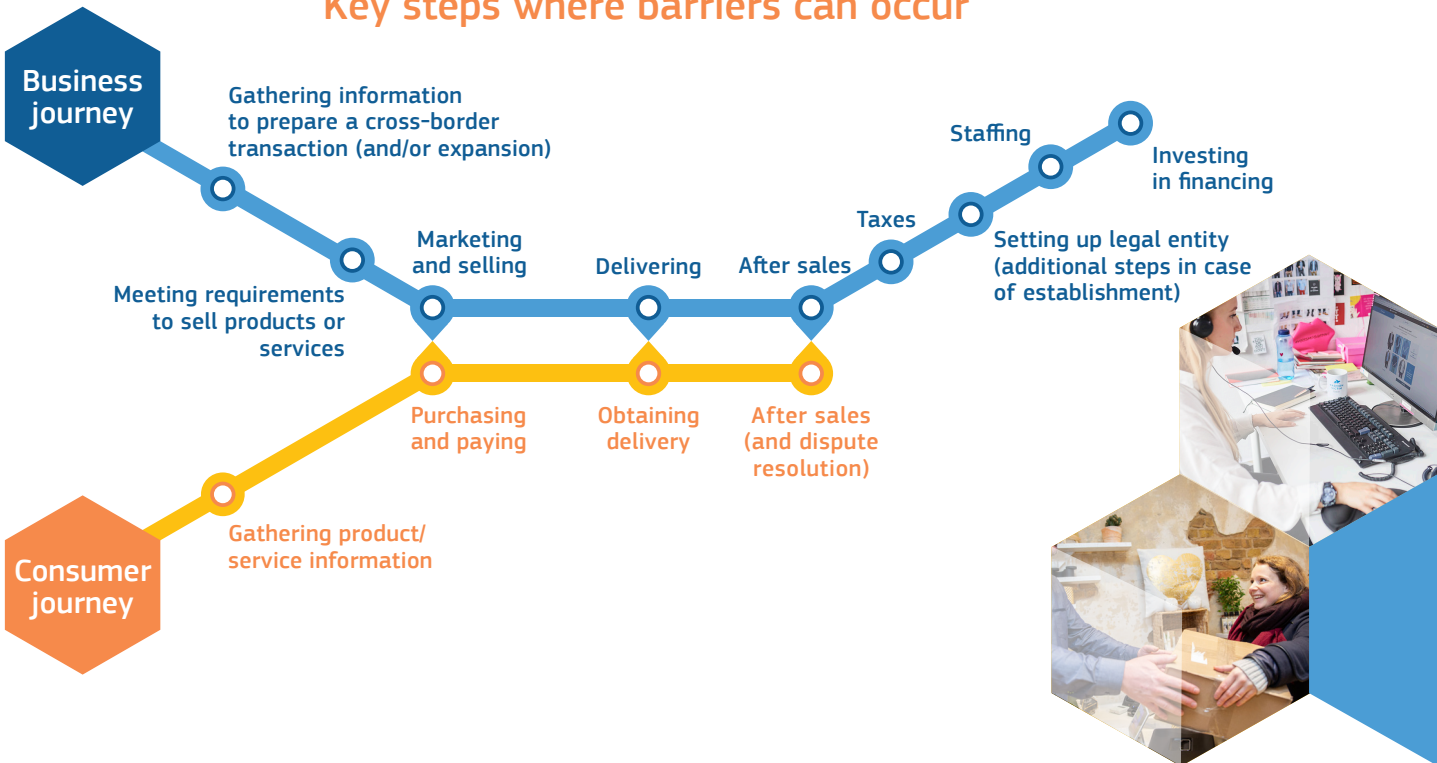 Key steps where barriers can occur
Business
journey
Gathering information
to prepare a cross-border
transaction (and/or expansion)
Meeting requirements
to sell products or
services
Marketing
and selling
Delivering
After sales
Taxes
Setting up legal entity
(additional steps in case
of establishment)
Staffing
Investing
in financing
Consumer
journey
Gathering product/
service information
Purchasing
and paying
Obtaining
delivery
After sales
(and dispute
resolution)